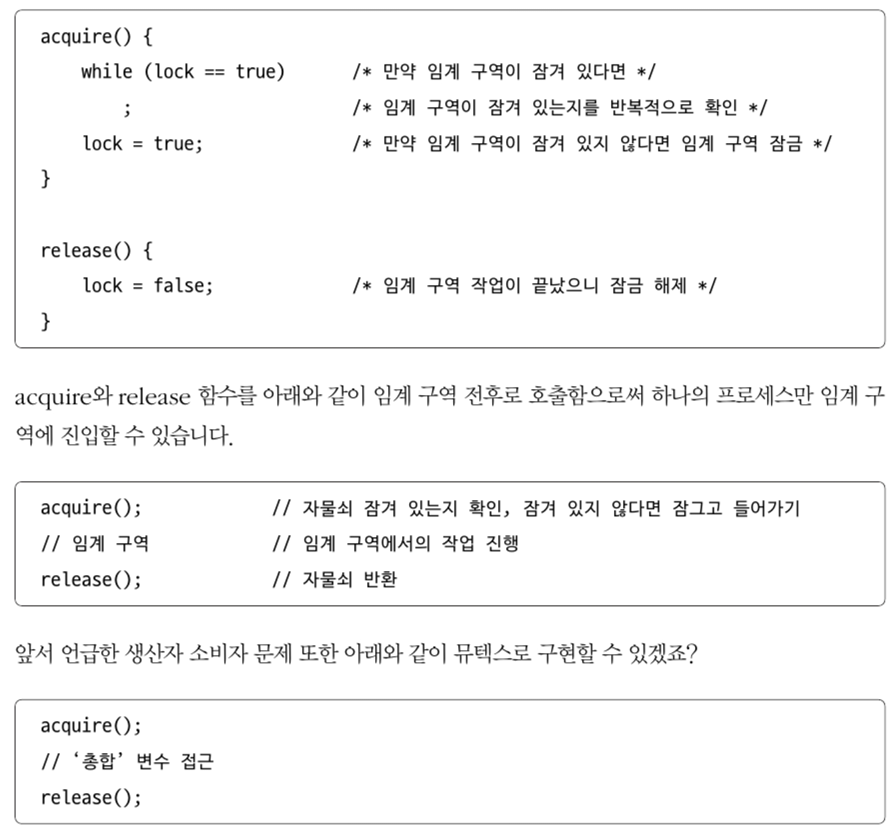 acquire() {
while (lock == true) /* 만약 임계 구역이 잠겨 있다면 */
; /* 임계 구역이 잠겨 있는지를 반복적으로 확인 */
lock = true; /* 만약 임계 구역이 잠겨 있지 않다면 임계 구역 잠금 */
}
release() {
lock = false; /* 임계 구역 작업이 끝났으니 잠금 해제 */
}
acquire와 release 함수를 아래와 같이 임계 구역 전후로 호출함으로써 하나의 프로세스만 임계 구
역에 진입할 수 있습니다.
acquire(); // 자물쇠 잠겨 있는지 확인, 잠겨 있지 않다면 잠그고 들어가기
// 임계 구역 // 임계 구역에서의 작업 진행
release(); // 자물쇠 반환
앞서 언급한 생산자 소비자 문제 또한 아래와 같이 뮤텍스로 구현할 수 있겠죠?
acquire();
// ‘총합’ 변수 접근
release();